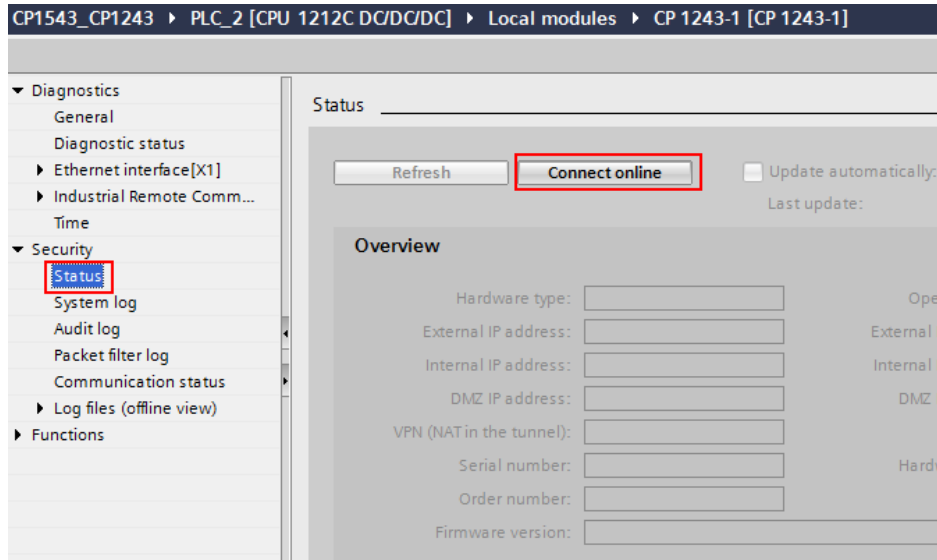 CP1543_CP1243 ▸ PLC_2 [CPU 1212C DC/DC/DC] ▸ Local modules ▸ CP 1243-1 [CP 1243-1]
Diagnostics
General
Diagnostic status
Ethernet interface[X1]
Industrial Remote Comm...
Time
Security
Status
System log
Audit log
Packet filter log
Communication status
Log files (offline view)
Functions
Status
Refresh
Connect online
Update automatically:
Last update:
Overview
Hardware type:
Ope
External IP address:
External
Internal IP address:
Internal
DMZ IP address:
DMZ
VPN (NAT in the tunnel):
Serial number:
Hardw
Order number:
Firmware version: